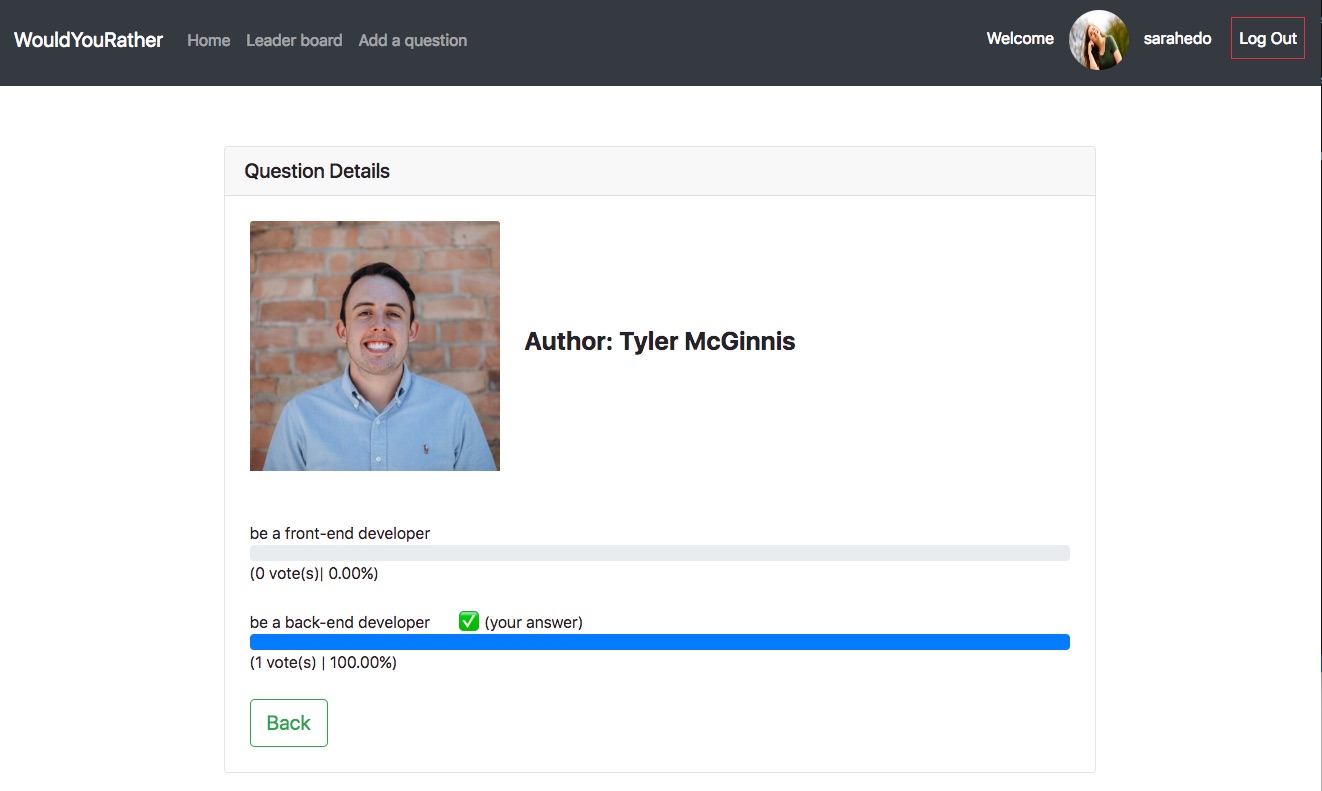 WouldYouRather Home Leader board Add a question Welcome sarahedo Log Out
Question Details
Author: Tyler McGinnis
be a front-end developer
(0 vote(s)| 0.00%)
be a back-end developer ✅ (your answer)
(1 vote(s) | 100.00%)
Back